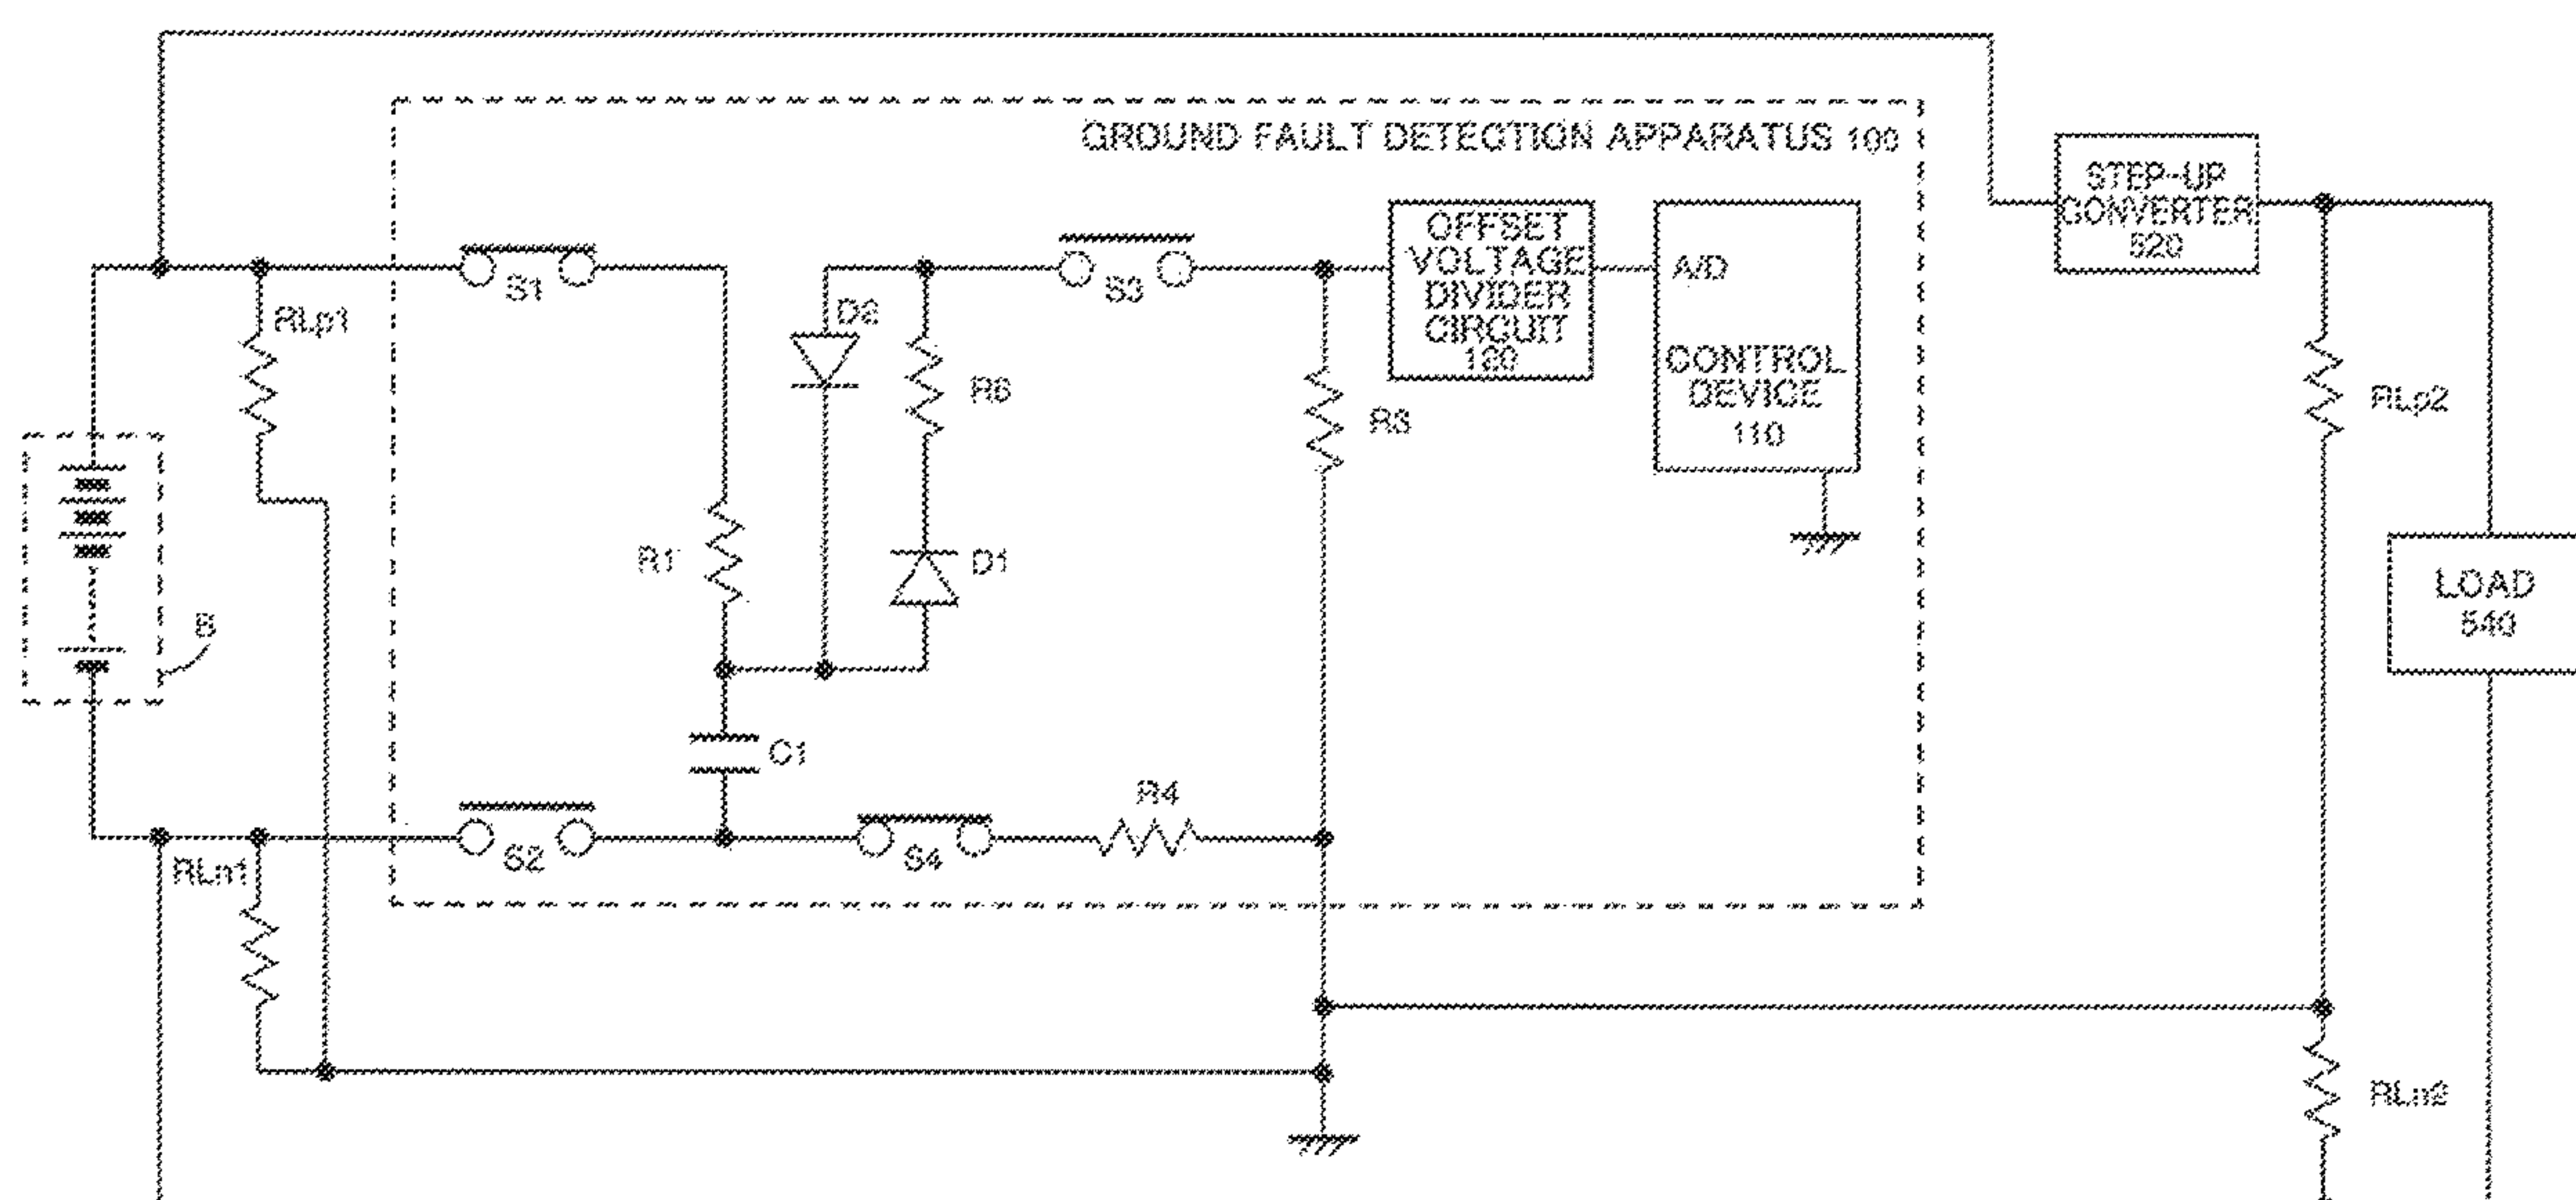 GROUND FAULT DETECTION APPARATUS 100
STEP-UP
CONVERTER
520
OFFSET
VOLTAGE
DIVIDER
CIRCUIT
120
A/D
CONTROL
DEVICE
110
S1
S3
D2
RLp1
R6
R3
RLp2
R1
D1
LOAD
540
B
C1
R4
S2
S4
RLn1
RLn2